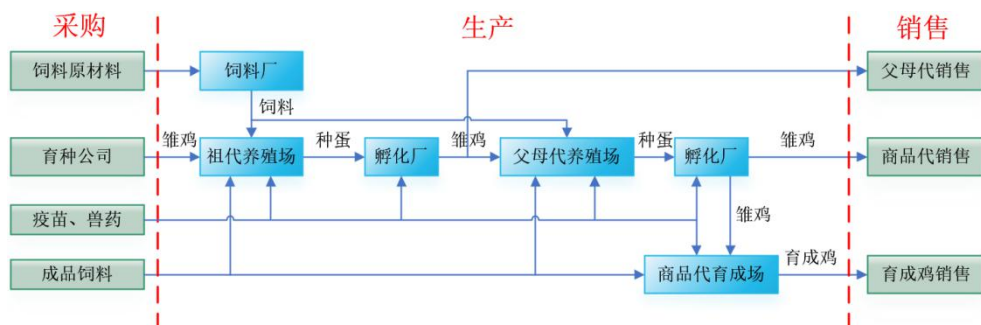 采购
生产
销售
饲料原材料
饲料厂
父母代销售
饲料
育种公司
雏鸡
祖代养殖场
种蛋
孵化厂
雏鸡
父母代养殖场
种蛋
孵化厂
雏鸡
商品代销售
疫苗、兽药
雏鸡
成品饲料
商品代育成场
育成鸡
育成鸡销售